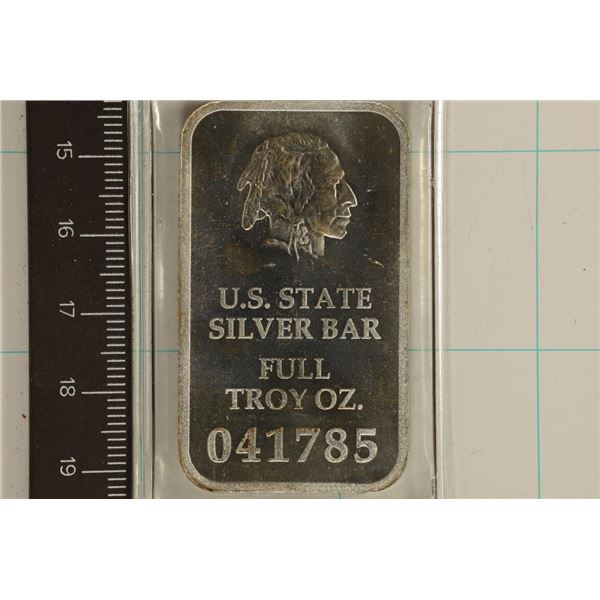 15
16
17
18
19
U.S. STATE
SILVER BAR
FULL
TROY OZ.
041785